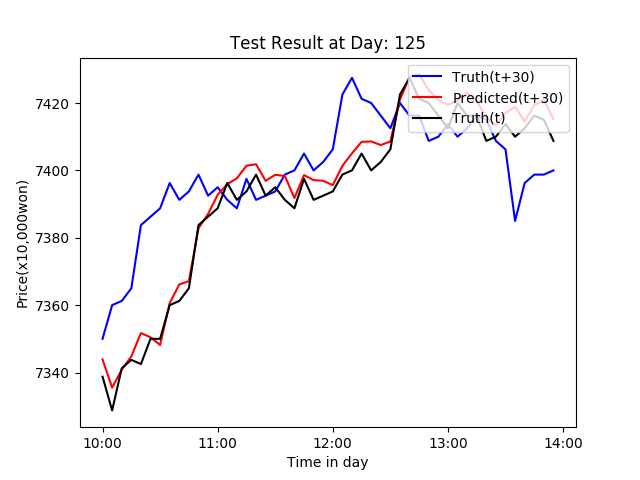 Test Result at Day: 125
Truth(t+30)
Predicted(t+30)
Truth(t)
Price(x10,000won)
7420
7400
7380
7360
7340
10:00 11:00 12:00 13:00 14:00
Time in day